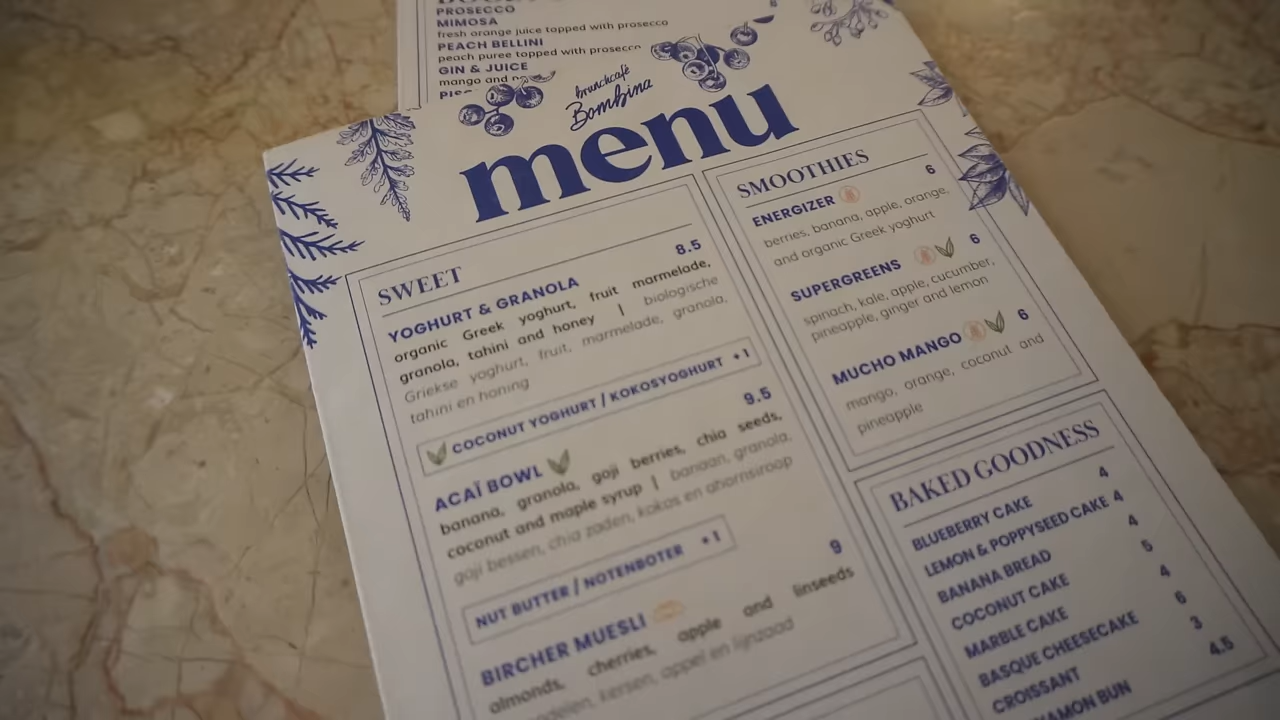 PROSECCO
MIMOSA
fresh orange juice topped with prosecco
PEACH BELLINI
peach puree topped with prosecco
GIN & JUICE
mango and
brunchcafé
Bombina
menu
SWEET
YOGHURT & GRANOLA 8.5
organic Greek yoghurt, fruit marmelade,
granola, tahini and honey | biologische
Griekse yoghurt, fruit, marmelade, granola,
tahini en honing
COCONUT YOGHURT / KOKOSYOGHURT +1
ACAÏ BOWL 9.5
banana, granola, goji berries, chia seeds,
coconut and maple syrup | banaan, granola,
goji bessen, chia zaden, kokos en ahornsiroop
NUT BUTTER / NOTENBOTER +1
BIRCHER MUESLI 9
almonds, cherries, apple and linseeds
kersen, appel en lijnzaad
SMOOTHIES
ENERGIZER 6
berries, banana, apple, orange,
and organic Greek yoghurt
SUPERGREENS 6
spinach, kale, apple, cucumber,
pineapple, ginger and lemon
MUCHO MANGO 6
mango, orange, coconut and
pineapple
BAKED GOODNESS
BLUEBERRY CAKE 4
LEMON & POPPYSEED CAKE 4
BANANA BREAD 4
COCONUT CAKE 5
MARBLE CAKE 4
BASQUE CHEESECAKE 6
CROISSANT 3
BUN 4.5